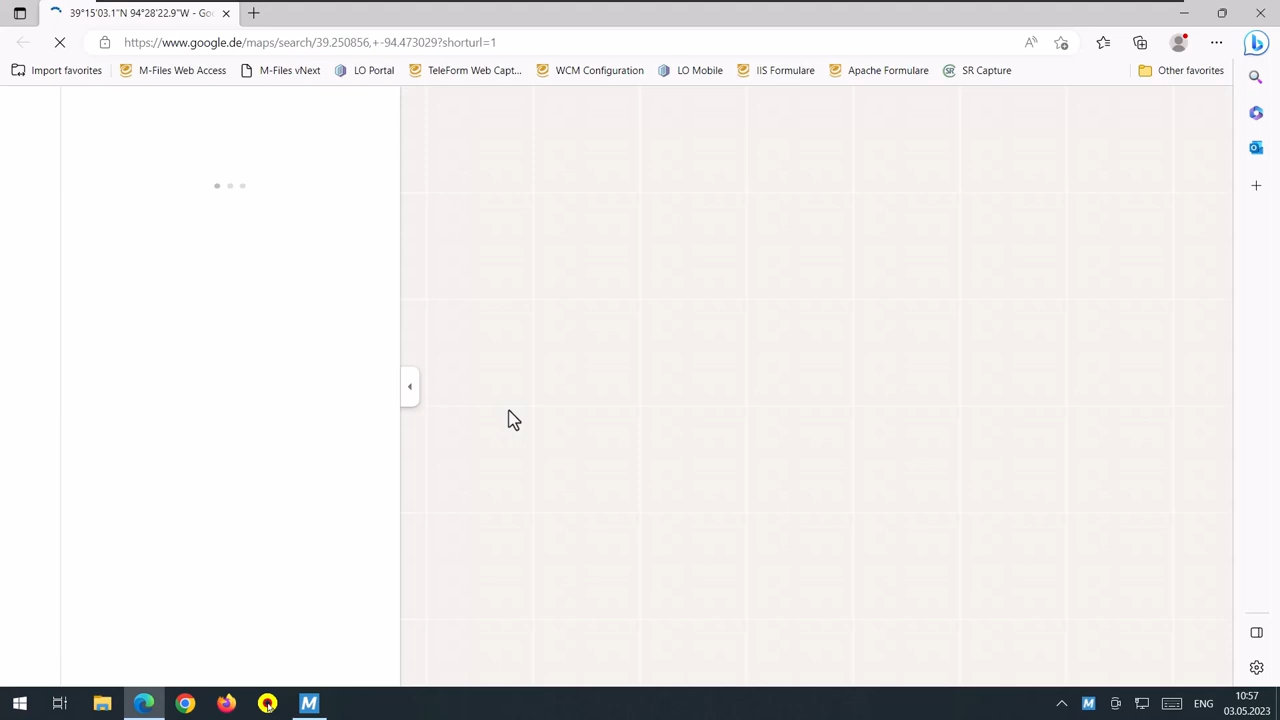 39°15'03.1"N 94°28'22.9"W - Go
https://www.google.de/maps/search/39.250856,+-94.473029?shorturl=1
Import favorites M-Files Web Access M-Files vNext LO Portal TeleForm Web Capt... WCM Configuration LO Mobile IIS Formulare Apache Formulare SR Capture Other favorites
ENG
10:57
03.05.2023